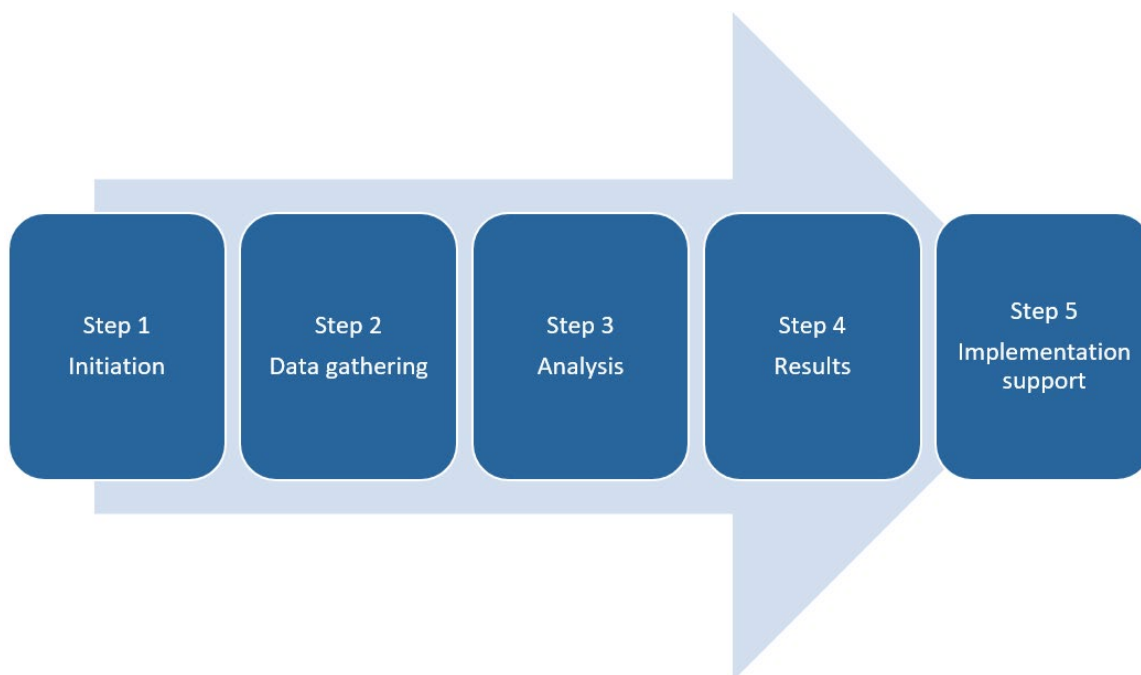 Step 1
Initiation
Step 2
Data gathering
Step 3
Analysis
Step 4
Results
Step 5
Implementation
support